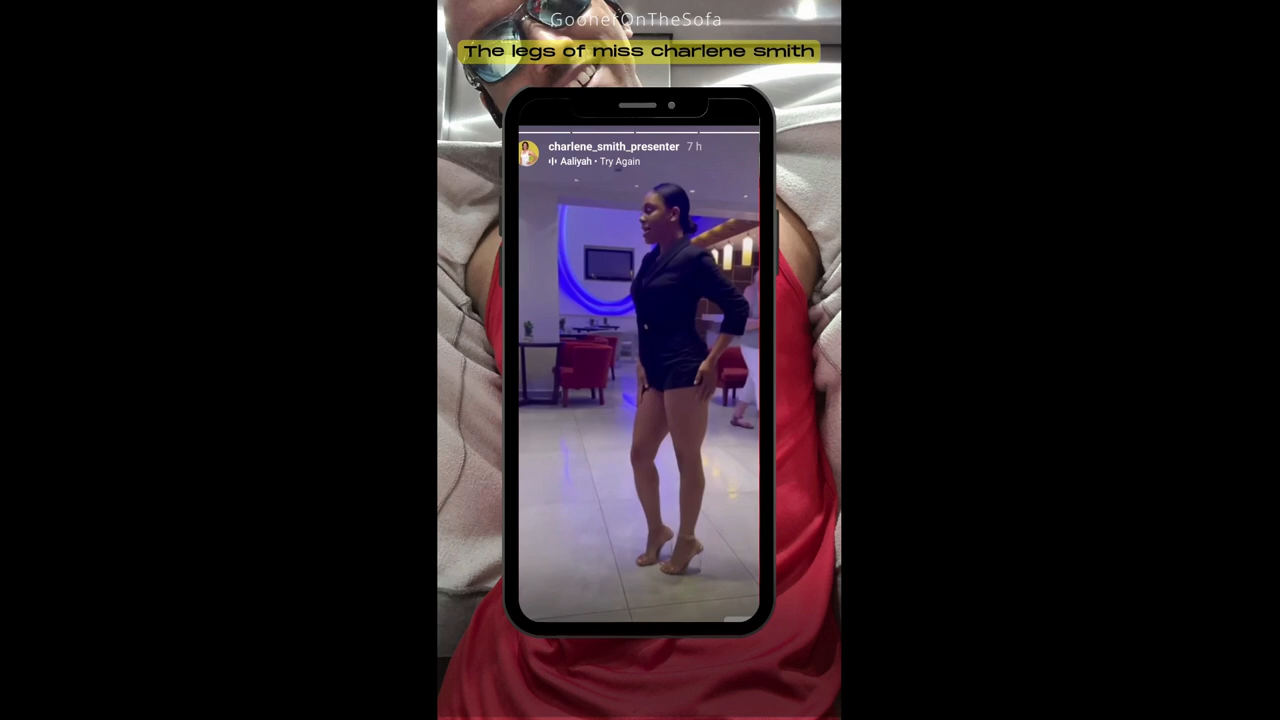 GoonerOnTheSofa
The legs of miss charlene smith
charlene_smith_presenter 7 h
Aaliyah • Try Again